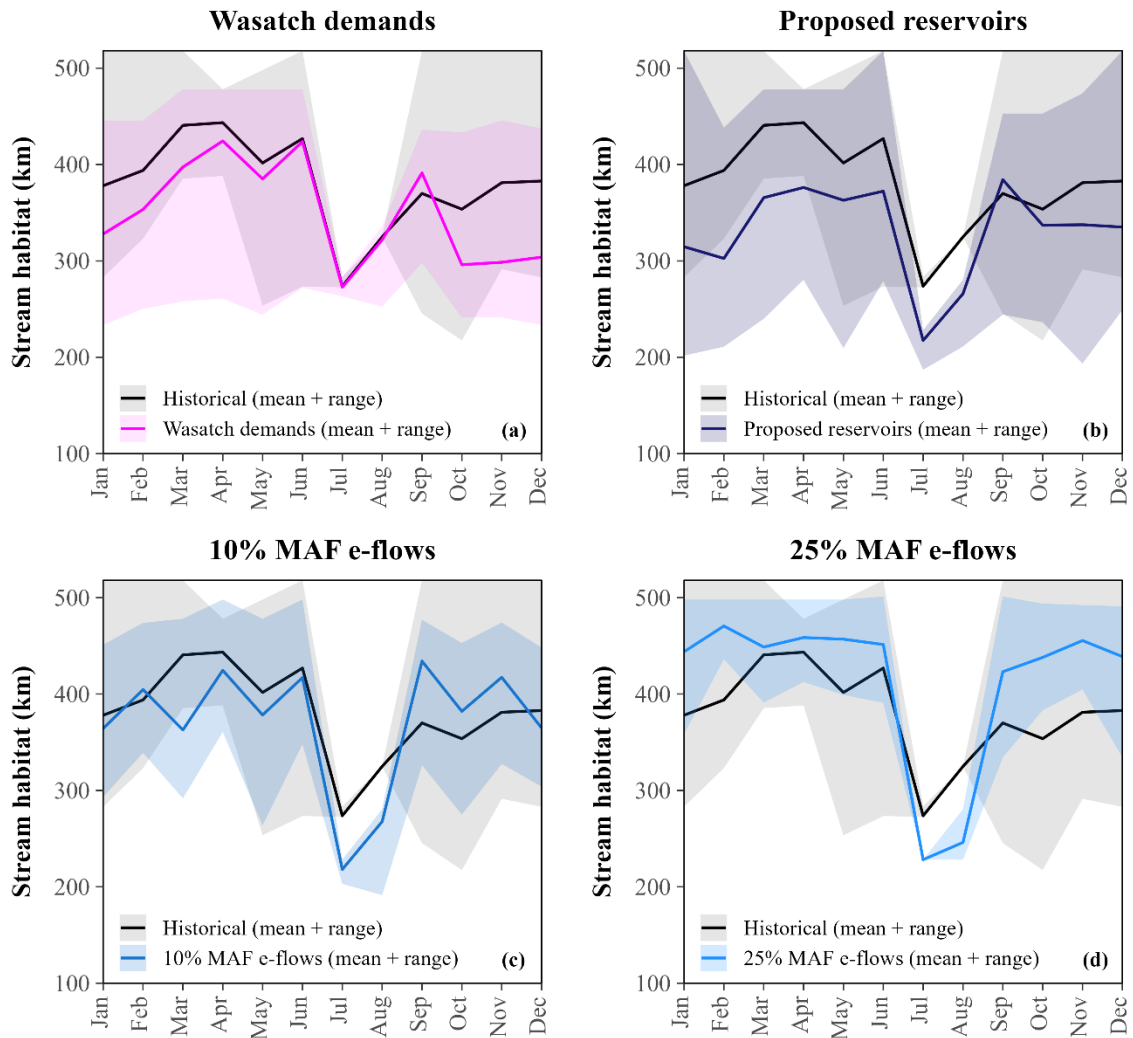 Wasatch demands
Stream habitat (km)
500
400
300
200
100
Historical (mean + range)
Wasatch demands (mean + range)
(a)
Jan
Feb
Mar
Apr
May
Jun
Jul
Aug
Sep
Oct
Nov
Dec
Proposed reservoirs
Stream habitat (km)
500
400
300
200
100
Historical (mean + range)
Proposed reservoirs (mean + range)
(b)
Jan
Feb
Mar
Apr
May
Jun
Jul
Aug
Sep
Oct
Nov
Dec
10% MAF e-flows
Stream habitat (km)
500
400
300
200
100
Historical (mean + range)
10% MAF e-flows (mean + range)
(c)
Jan
Feb
Mar
Apr
May
Jun
Jul
Aug
Sep
Oct
Nov
Dec
25% MAF e-flows
Stream habitat (km)
500
400
300
200
100
Historical (mean + range)
25% MAF e-flows (mean + range)
(d)
Jan
Feb
Mar
Apr
May
Jun
Jul
Aug
Sep
Oct
Nov
Dec